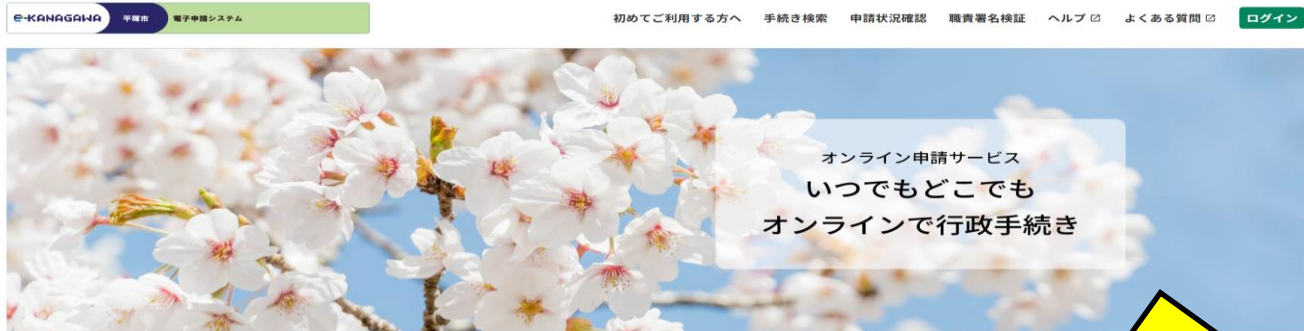 e-KANAGAWA 平塚市 電子申請システム
初めてご利用する方へ 手続き検索 申請状況確認 職責署名検証 ヘルプ よくある質問 ログイン
オンライン申請サービス
いつでもどこでも
オンラインで行政手続き